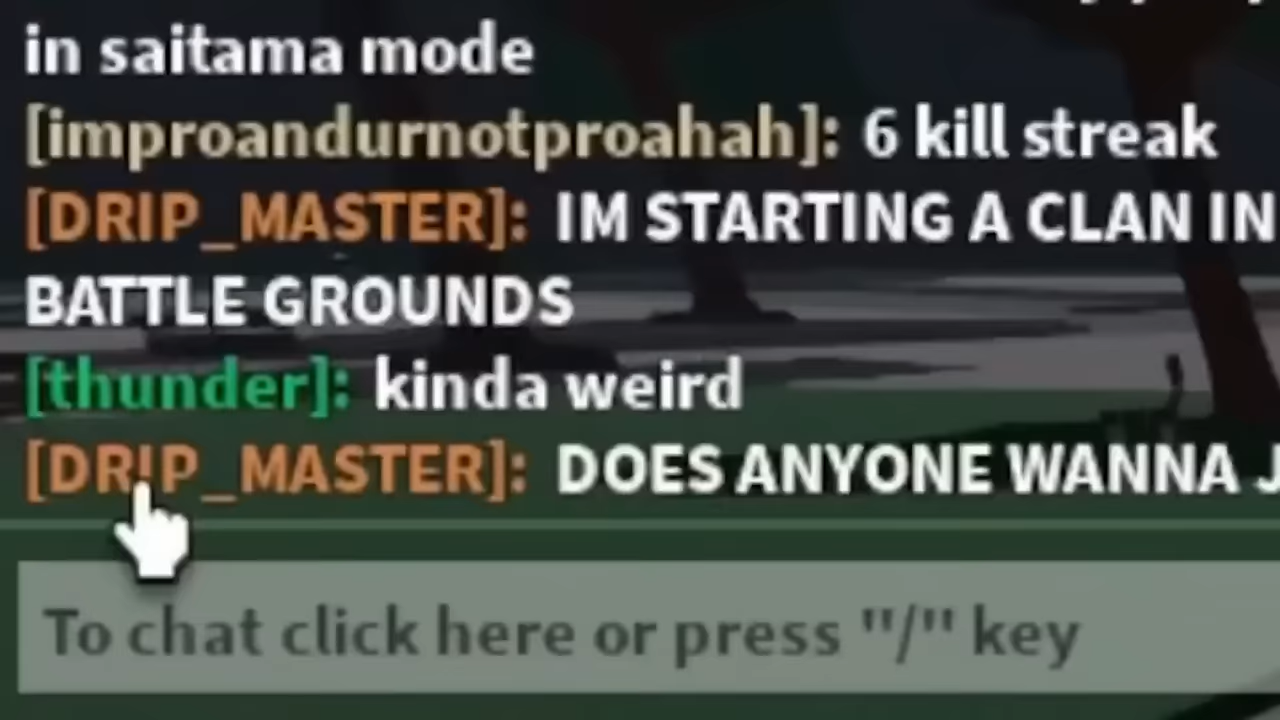 in saitama mode
[improandurnotproahah]: 6 kill streak
[DRIP_MASTER]: IM STARTING A CLAN IN
BATTLE GROUNDS
[thunder]: kinda weird
[DRIP_MASTER]: DOES ANYONE WANNA
To chat click here or press "/" key